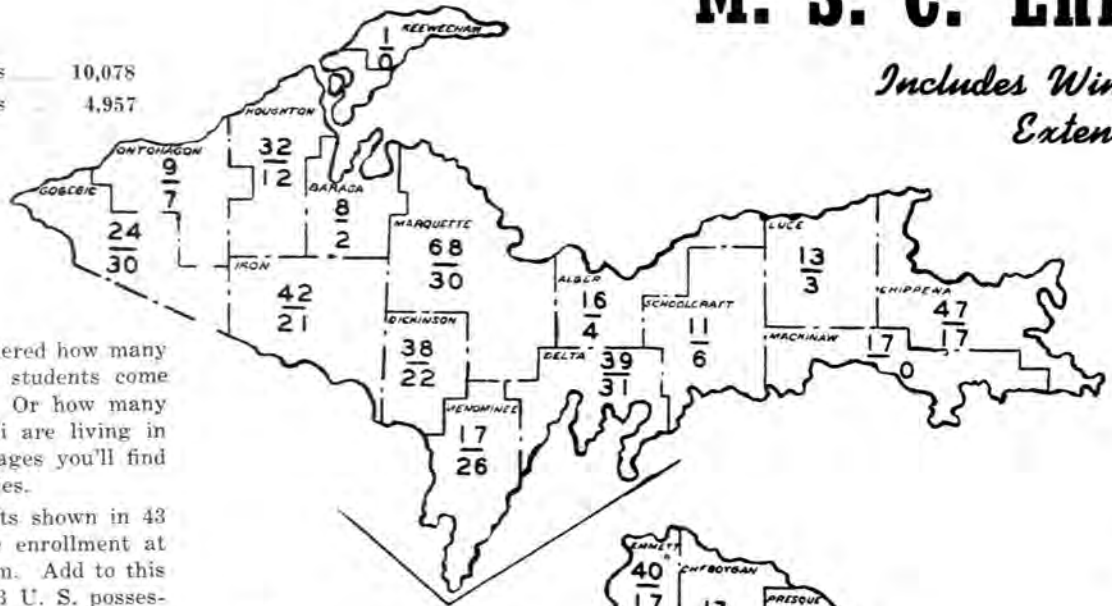 M. S. C.
Includes
s 10,078
s 4,957
KEEWEENAW
1
0
HOUGHTON
32
12
ONTONAGON
9
7
GOGEBIC
24
30
BARAGA
8
2
IRON
42
21
MARQUETTE
68
30
DICKINSON
38
22
MENOMINEE
17
26
ALGER
16
4
DELTA
39
31
SCHOOLCRAFT
11
6
LUCE
13
3
CHIPPEWA
47
17
MACKINAW
17
0
ered how many
students come
Or how many
i are living in
ages you'll find
es.
ts shown in 43
enrollment at
m. Add to this
3 U. S. posses-
EMMETT
40
17
CHEBOYGAN
PRESQUE